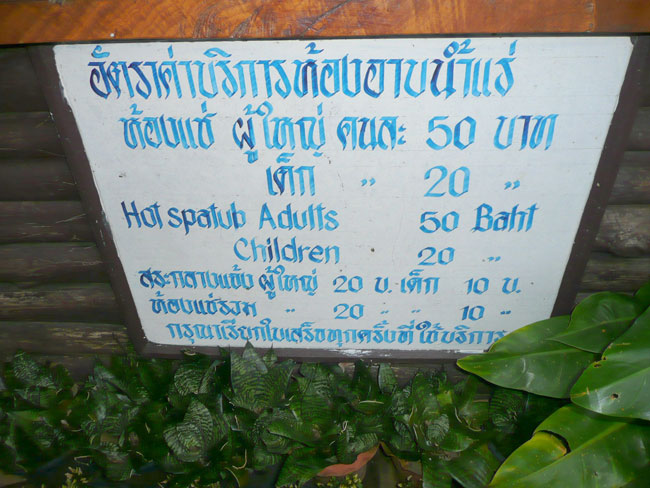 อัตราค่าบริการห้องอาบน้ำแร่
ห้องแช่ ผู้ใหญ่ คนละ 50 บาท
เด็ก " 20 "
Hot spatub Adults 50 Baht
Children 20 "
สระกลางแจ้ง ผู้ใหญ่ 20 บ. เด็ก 10 บ.
ห้องแช่รวม " 20 " " 10 "
กรุณาเรียกใบเสร็จทุกครั้งที่ใช้บริการ